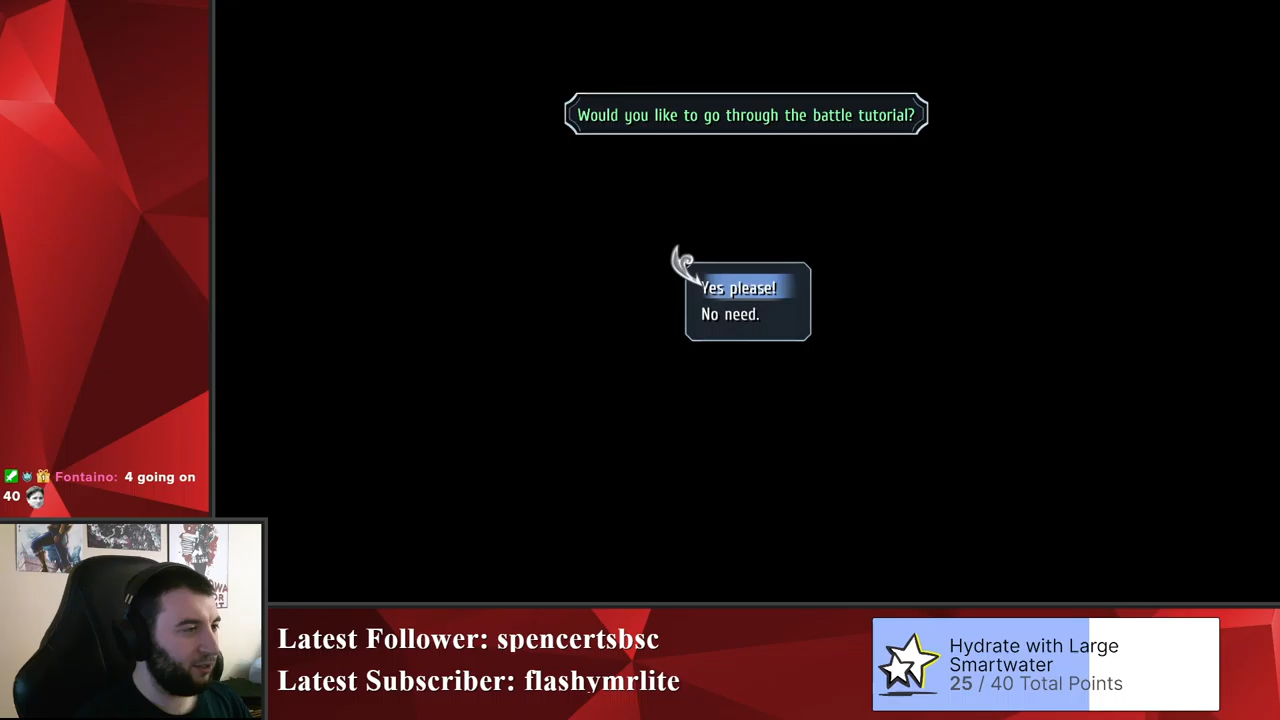 Would you like to go through the battle tutorial?
Yes please!
No need.
Fontaino: 4 going on
40
Latest Follower: spencertsbsc
Latest Subscriber: flashymrlite
Hydrate with Large
Smartwater
25 / 40 Total Points